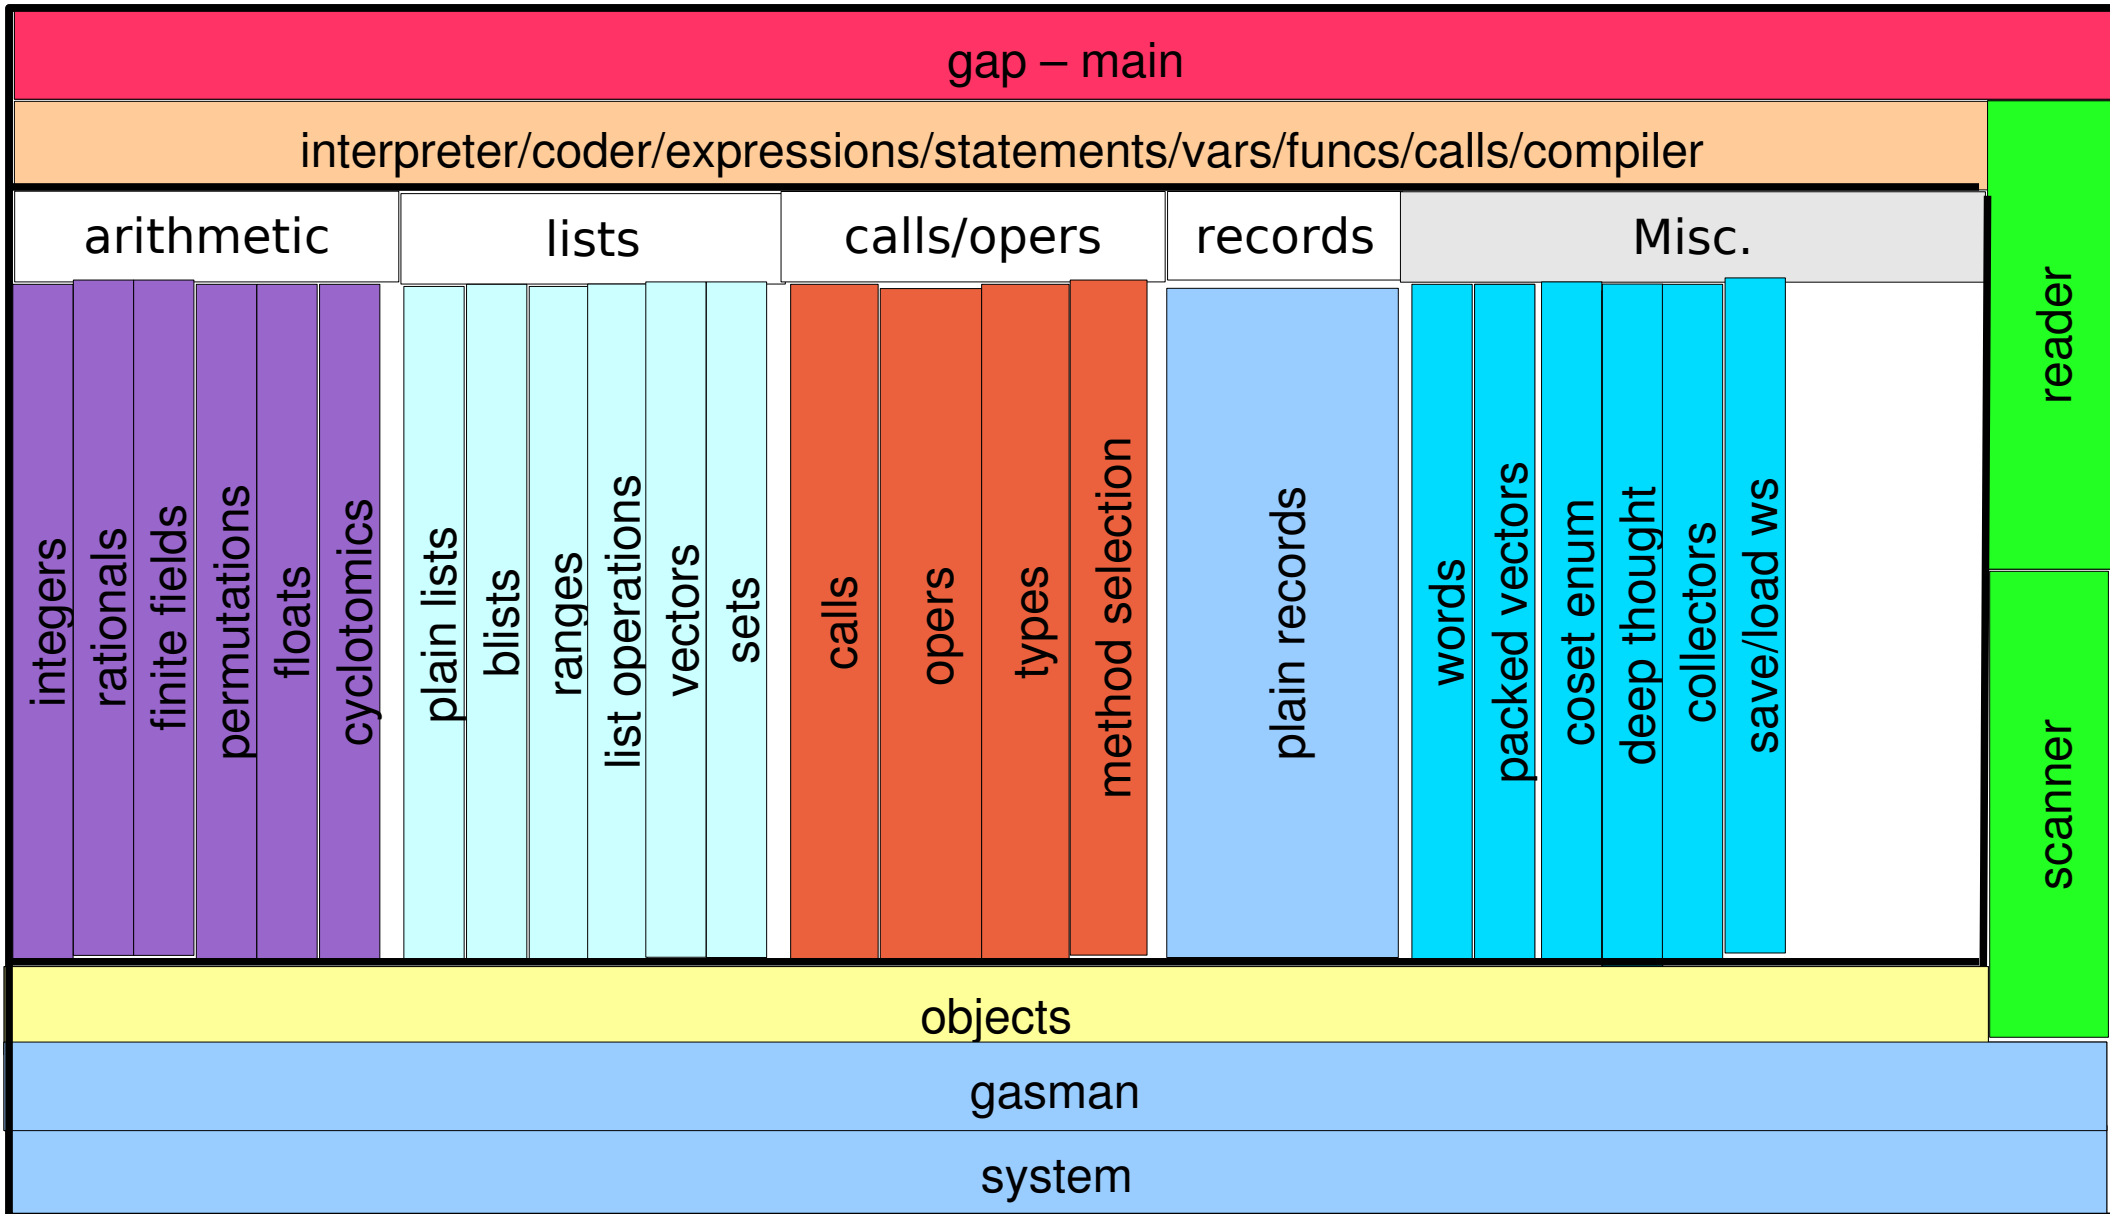 gap – main
interpreter/coder/expressions/statements/vars/funcs/calls/compiler
arithmetic
lists
calls/opers
records
Misc.
reader
integers
rationals
finite fields
permutations
floats
cyclotomics
plain lists
blists
ranges
list operations
vectors
sets
calls
opers
types
method selection
plain records
words
packed vectors
coset enum
deep thought
collectors
save/load ws
scanner
objects
gasman
system